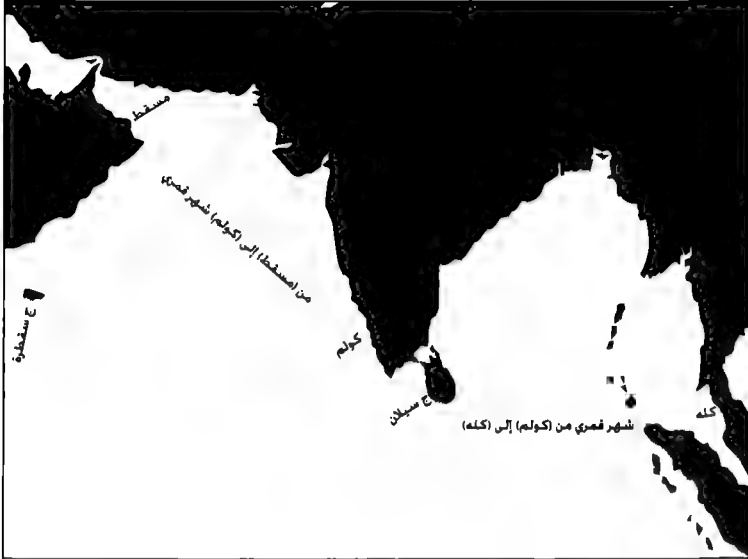 مسقط
من (مسقط) إلى (كولم) شهر قمري
ج سقطرة
كولم
ج سيلان
كله
شهر قمري من (كولم) إلى (كله)